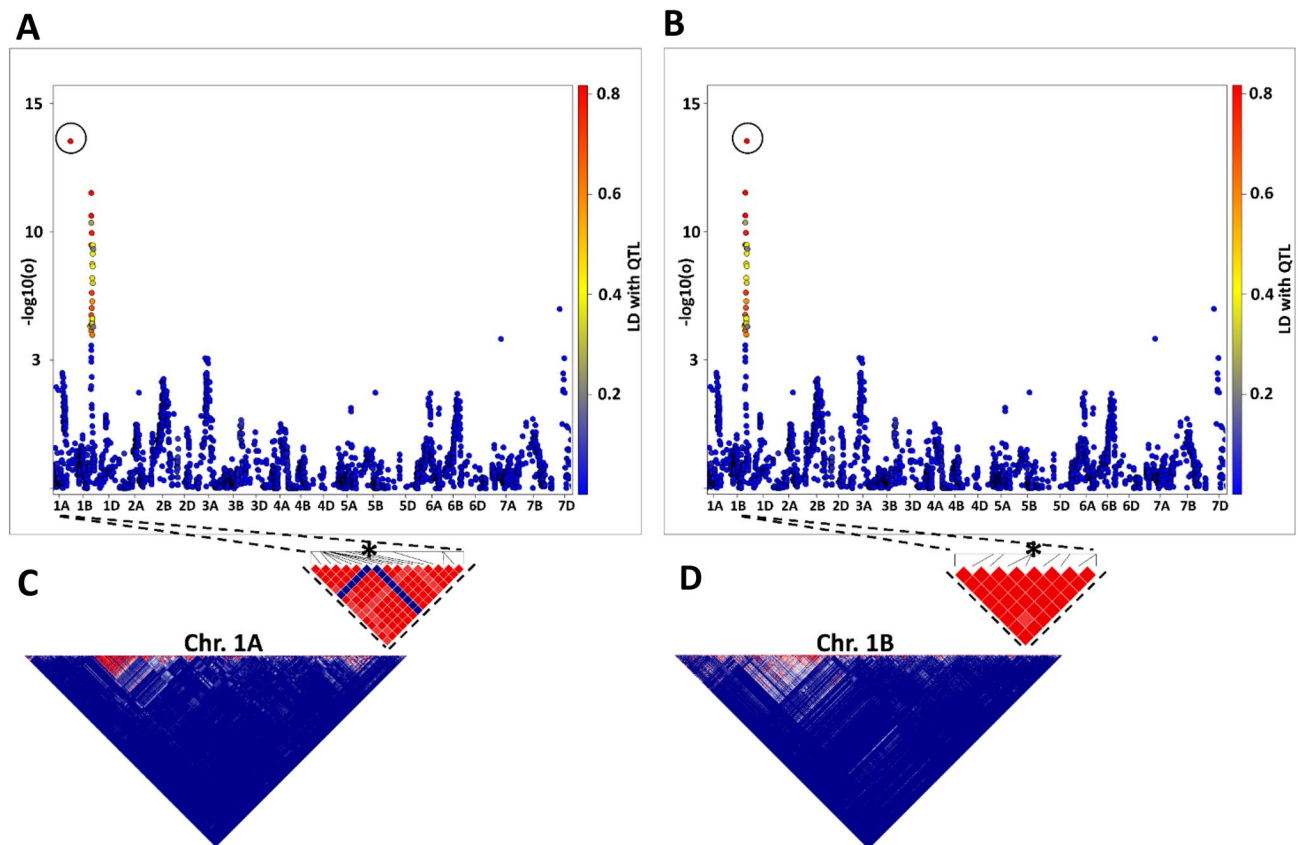 A
B
15
10
3
-log10(o)
0.8
0.6
0.4
0.2
LD with QTL
1A 1B 1D 2A 2B 2D 3A 3B 3D 4A 4B 4D 5A 5B 5D 6A 6B 6D 7A 7B 7D
15
10
3
-log10(o)
0.8
0.6
0.4
0.2
LD with QTL
1A 1B 1D 2A 2B 2D 3A 3B 3D 4A 4B 4D 5A 5B 5D 6A 6B 6D 7A 7B 7D
*
*
C
D
Chr. 1A
Chr. 1B